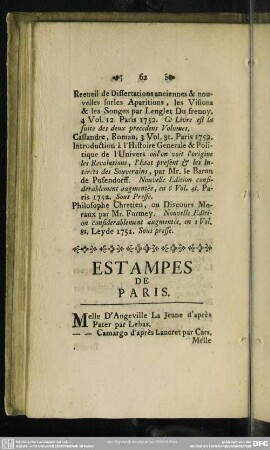 62
Recueil de Dissertations anciennes & nou-
velles surles Aparitions, les Visions
& les Songes par Lenglet Du fresnoy,
4 Vol. 12. Paris 1752. Ce Livre est la
suite des deux precedens Volumes.
Cassandre, Roman, 3 Vol. 8t. Paris 1752.
Introduction à l'Histoire Generale & Poli-
tique de l'Univers où l'on voit l'origine
les Revolutions, l'Etat present & les In-
terêts des Souverains, par Mr. le Baron
de Pufendorff. Nouvelle Edition consi-
derablement augmentée, en 8 Vol. 4t. Pa-
ris 1752. Sous Presse.
Philosophe Chretien, ou Discours Mo-
raux par Mr. Formey. Nouvelle Editi-
on considerablement augmentée, en 2 Vol.
8t. Leyde 1752. Sous presse.
ESTAMPES
DE
PARIS.
Melle D'Angeville La Jeune d'après
Pater par Lebas.
— — Camargo d'après Lancret par Cars,
Melle